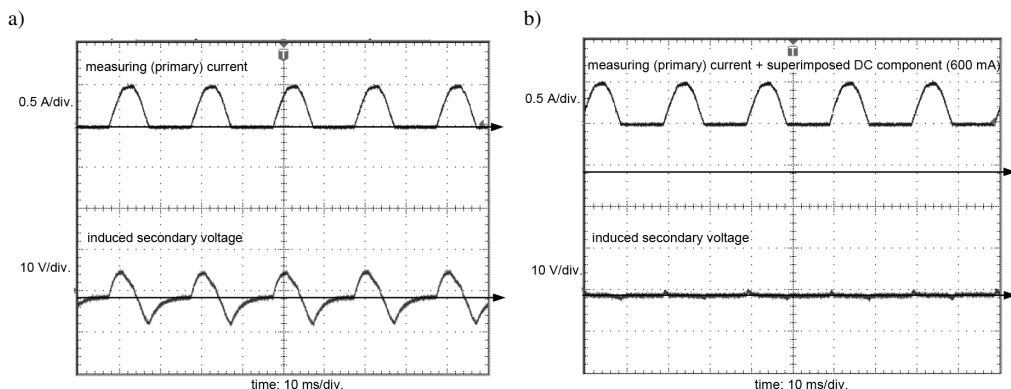 a)
T
measuring (primary) current
0.5 A/div.
induced secondary voltage
10 V/div.
time: 10 ms/div.
b)
T
measuring (primary) current + superimposed DC component (600 mA)
0.5 A/div.
induced secondary voltage
10 V/div.
time: 10 ms/div.